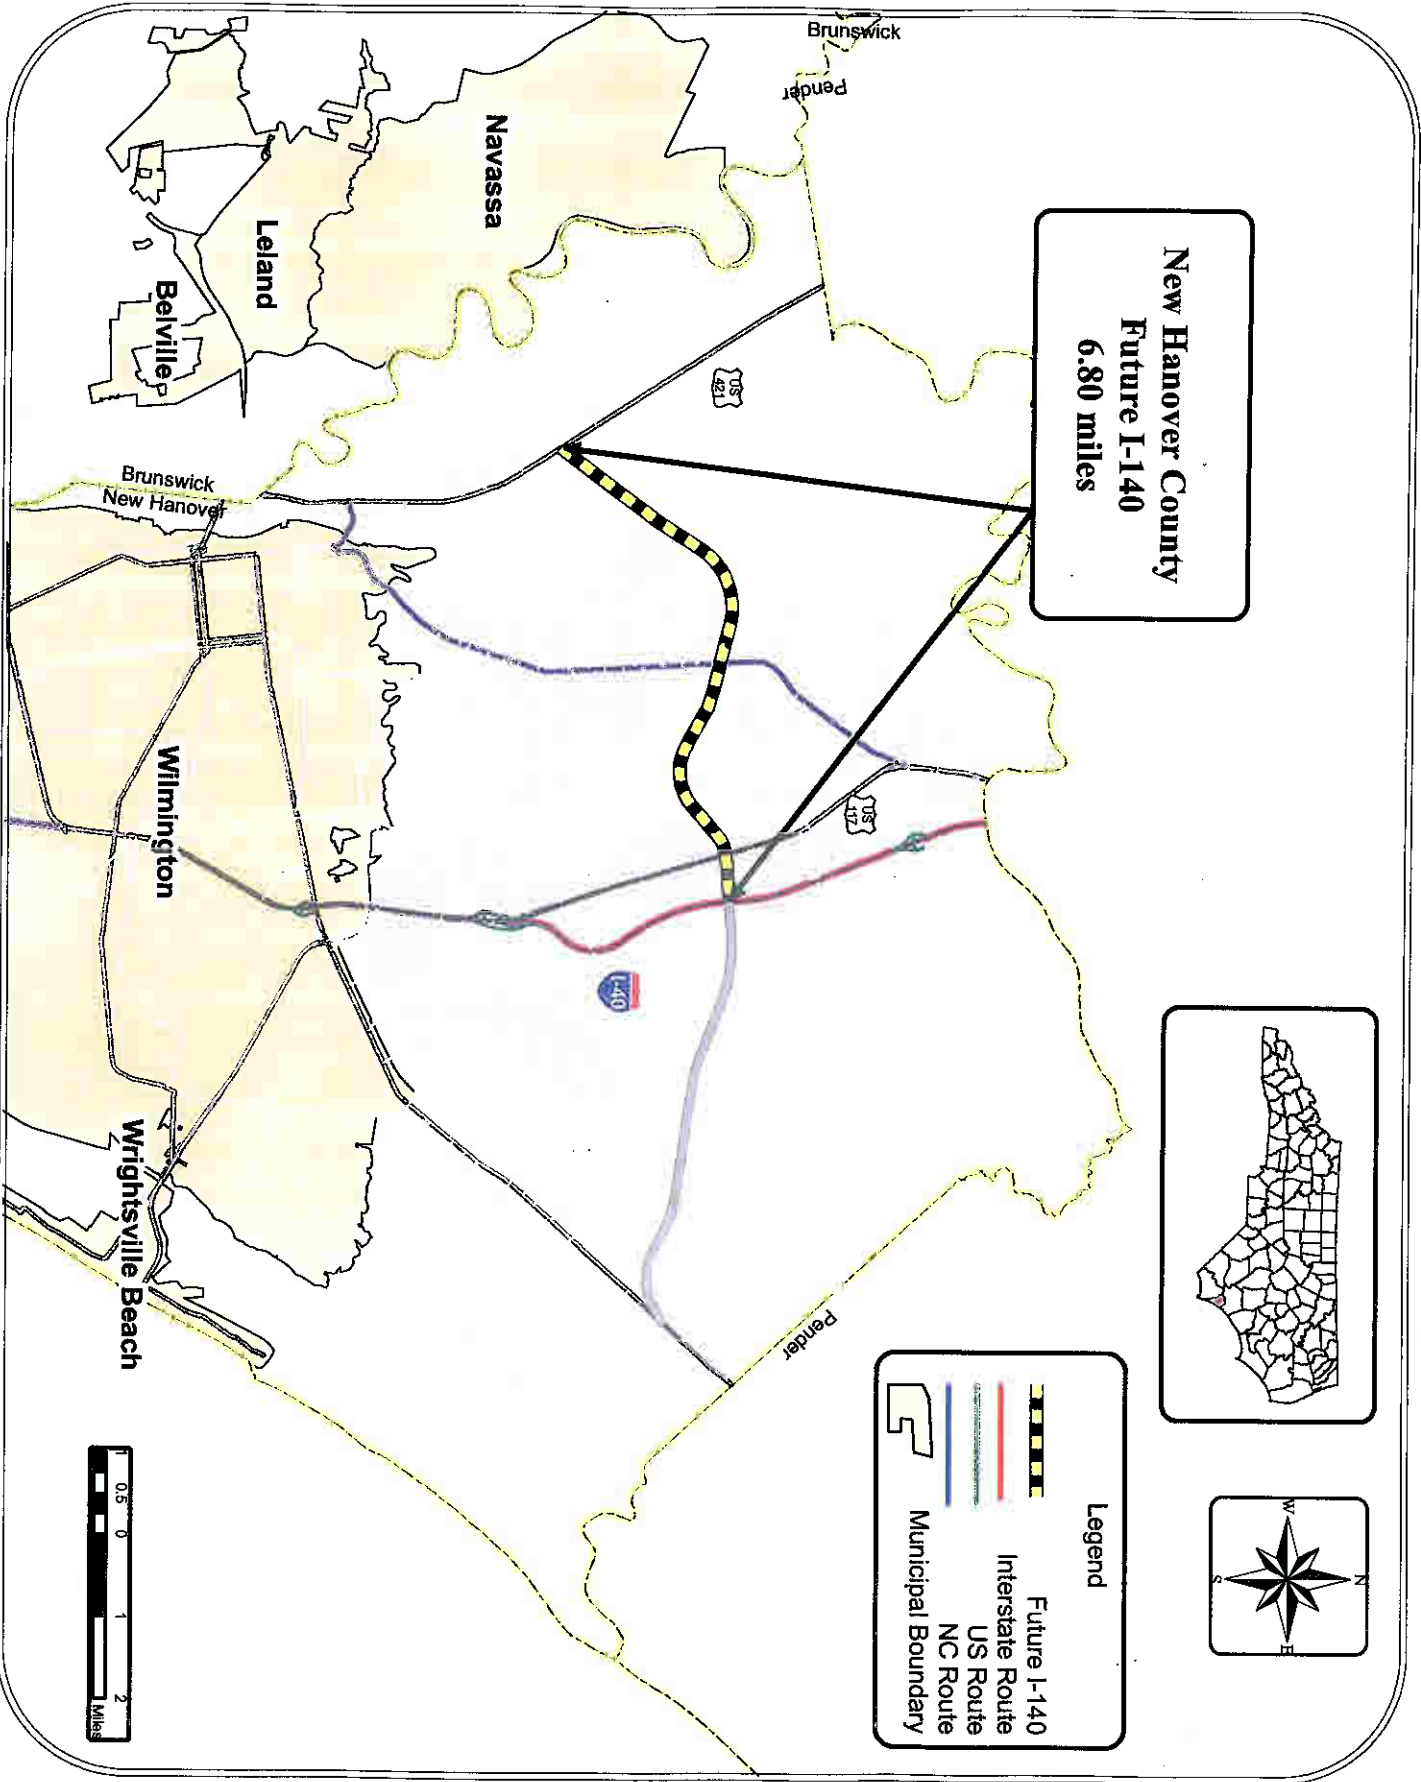 New Hanover County
Future I-140
6.80 miles
W
N
S
E
Legend
Future I-140
Interstate Route
US Route
NC Route
Municipal Boundary
Brunswick
Pender
US
421
US
117
I-40
Pender
Navassa
Leland
Belville
Brunswick
New Hanover
Wilmington
Wrightsville Beach
1
0.5
0
1
2
Miles